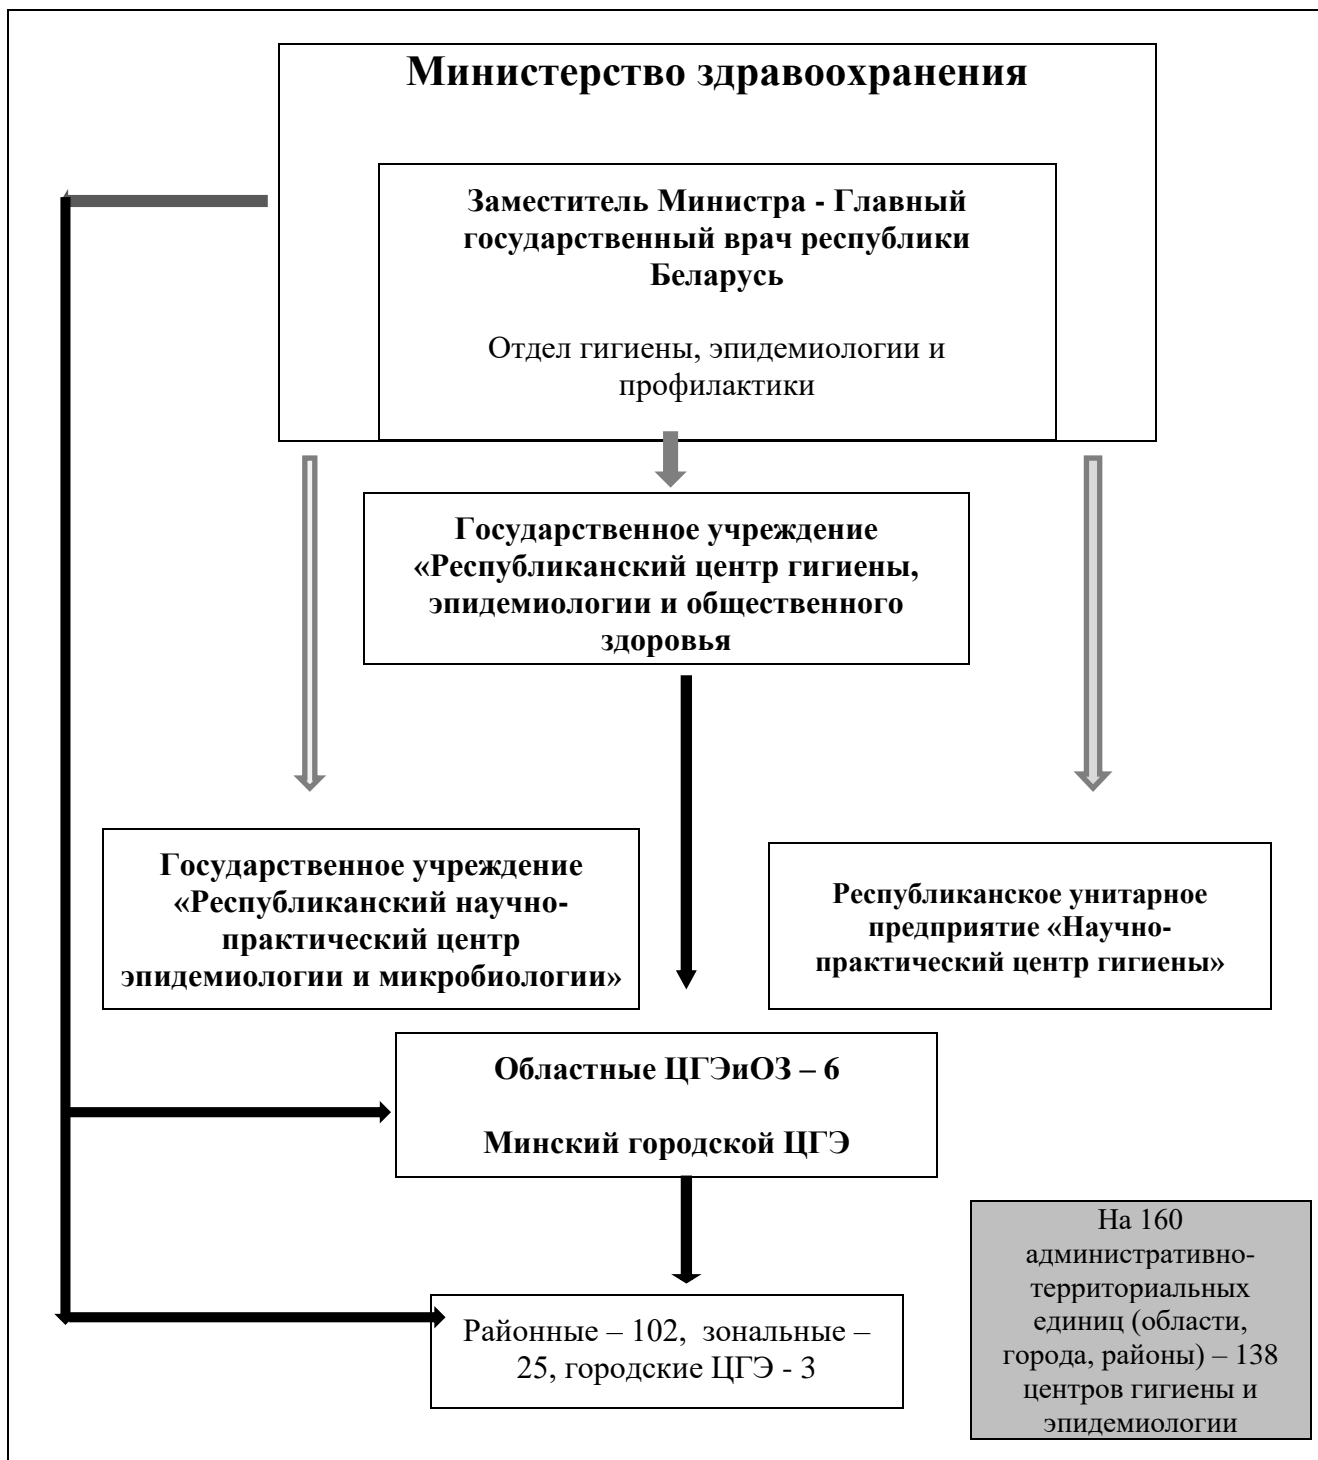 Министерство здравоохранения
Заместитель Министра - Главный
государственный врач республики
Беларусь
Отдел гигиены, эпидемиологии и
профилактики
Государственное учреждение
«Республиканский центр гигиены,
эпидемиологии и общественного
здоровья
Государственное учреждение
«Республиканский научно-
практический центр
эпидемиологии и микробиологии»
Республиканское унитарное
предприятие «Научно-
практический центр гигиены»
Областные ЦГЭиОЗ – 6
Минский городской ЦГЭ
Районные – 102, зональные –
25, городские ЦГЭ - 3
На 160
административно-
территориальных
единиц (области,
города, районы) – 138
центров гигиены и
эпидемиологии